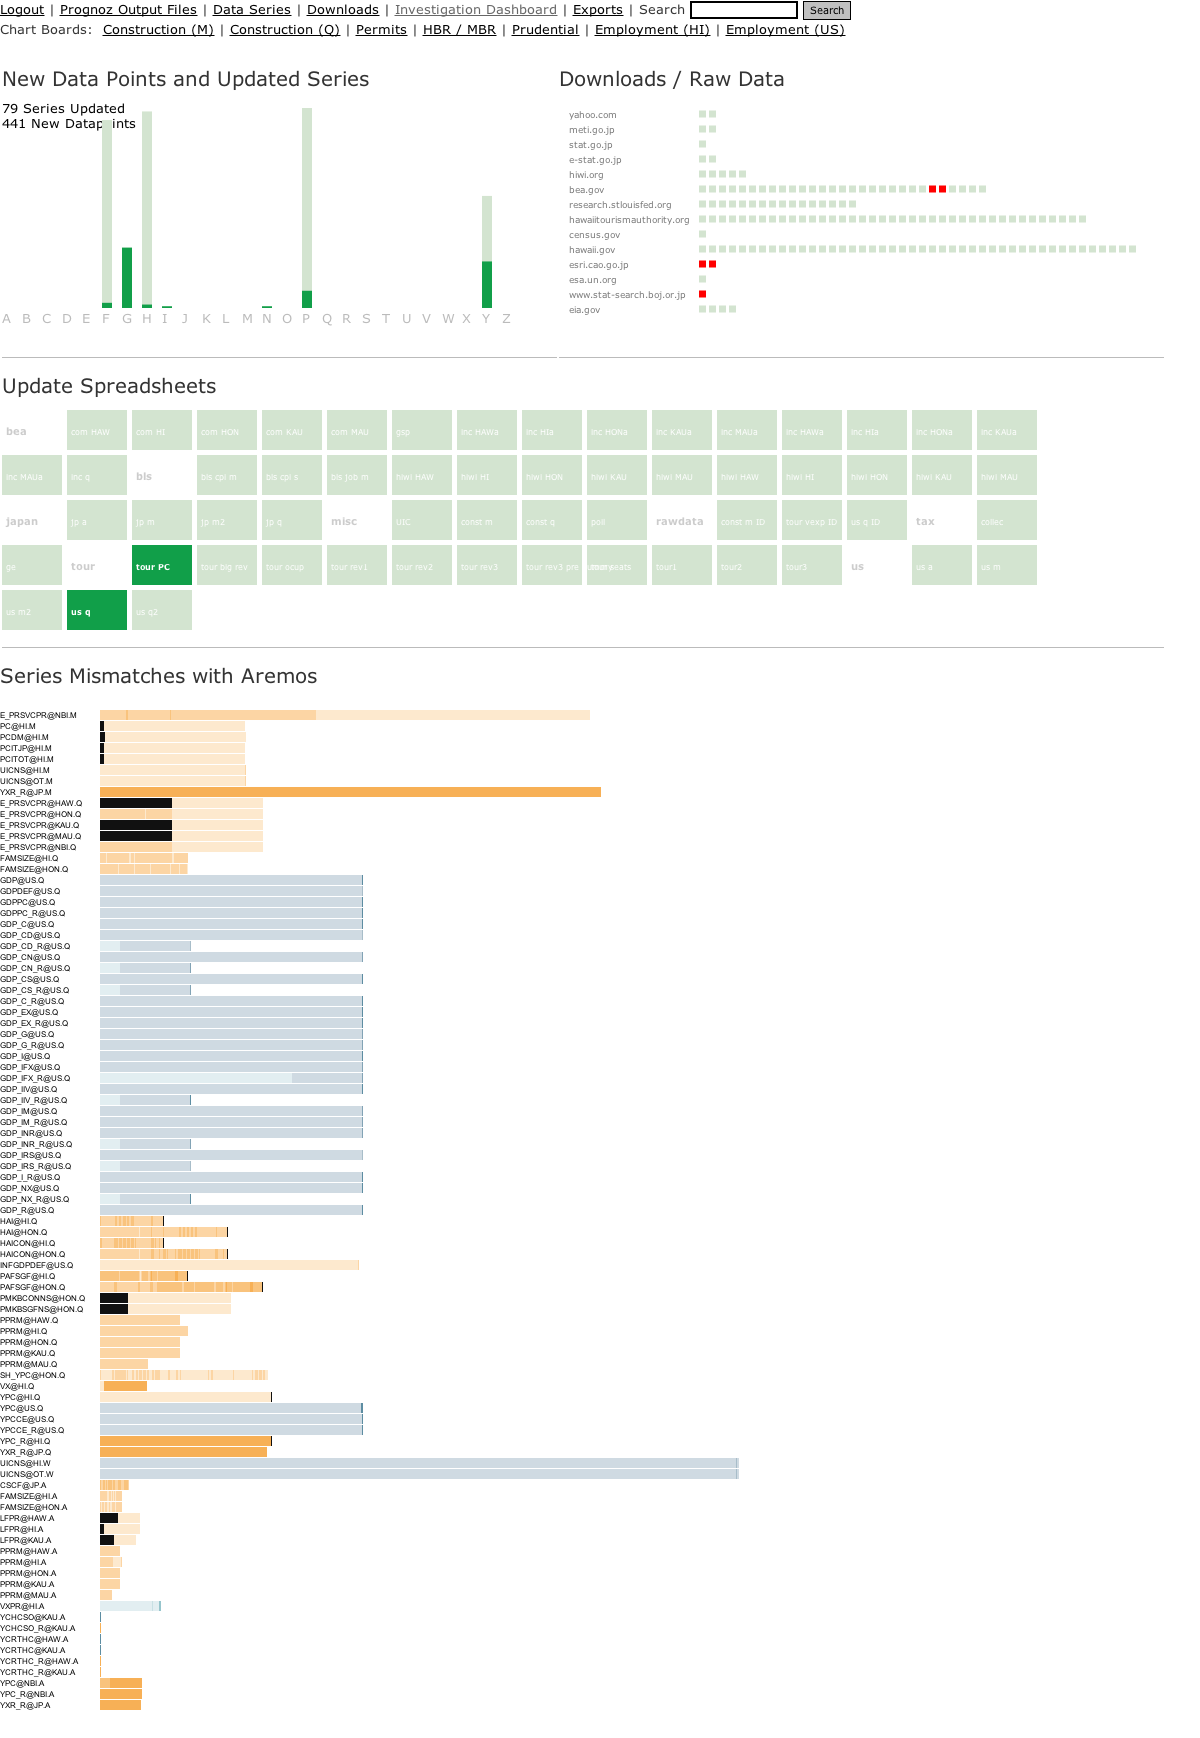 Logout | Prognoz Output Files | Data Series | Downloads | Investigation Dashboard | Exports | Search Search
Chart Boards: Construction (M) | Construction (Q) | Permits | HBR / MBR | Prudential | Employment (HI) | Employment (US)
New Data Points and Updated Series
79 Series Updated
441 New Datapoints
A B C D E F G H I J K L M N O P Q R S T U V W X Y Z
Downloads / Raw Data
yahoo.com
meti.go.jp
stat.go.jp
e-stat.go.jp
hiwi.org
bea.gov
research.stlouisfed.org
hawaiitourismauthority.org
census.gov
hawaii.gov
esri.cao.go.jp
esa.un.org
www.stat-search.boj.or.jp
eia.gov
Update Spreadsheets
bea com HAW com HI com HON com KAU com MAU gsp inc HAWa inc HIa inc HONa inc KAUa inc MAUa inc HAWa inc HIa inc HONa inc KAUa
inc MAUa inc q bls bls cpi m bls cpi s bls job m hiwi HAW hiwi HI hiwi HON hiwi KAU hiwi MAU hiwi HAW hiwi HI hiwi HON hiwi KAU hiwi MAU
japan jp a jp m jp m2 jp q misc UIC const m const q poll rawdata const m ID tour vexp ID us q ID tax collec
ge tour tour PC tour big rev tour ocup tour rev1 tour rev2 tour rev3 tour rev3 pre tour seats tour1 tour2 tour3 us us a us m
us m2 us q us q2
Series Mismatches with Aremos
E_PRSVCPR@NBI.M
PC@HI.M
PCDM@HI.M
PCITJP@HI.M
PCITOT@HI.M
UICNS@HI.M
UICNS@OT.M
YXR_R@JP.M
E_PRSVCPR@HAW.Q
E_PRSVCPR@HON.Q
E_PRSVCPR@KAU.Q
E_PRSVCPR@MAU.Q
E_PRSVCPR@NBI.Q
FAMSIZE@HI.Q
FAMSIZE@HON.Q
GDP@US.Q
GDPDEF@US.Q
GDPPC@US.Q
GDPPC_R@US.Q
GDP_C@US.Q
GDP_CD@US.Q
GDP_CD_R@US.Q
GDP_CN@US.Q
GDP_CN_R@US.Q
GDP_CS@US.Q
GDP_CS_R@US.Q
GDP_C_R@US.Q
GDP_EX@US.Q
GDP_EX_R@US.Q
GDP_G@US.Q
GDP_G_R@US.Q
GDP_I@US.Q
GDP_IFX@US.Q
GDP_IFX_R@US.Q
GDP_IIV@US.Q
GDP_IIV_R@US.Q
GDP_IM@US.Q
GDP_IM_R@US.Q
GDP_INR@US.Q
GDP_INR_R@US.Q
GDP_IRS@US.Q
GDP_IRS_R@US.Q
GDP_I_R@US.Q
GDP_NX@US.Q
GDP_NX_R@US.Q
GDP_R@US.Q
HAI@HI.Q
HAI@HON.Q
HAICON@HI.Q
HAICON@HON.Q
INFGDPDEF@US.Q
PAFSGF@HI.Q
PAFSGF@HON.Q
PMKBCONNS@HON.Q
PMKBSGFNS@HON.Q
PPRM@HAW.Q
PPRM@HI.Q
PPRM@HON.Q
PPRM@KAU.Q
PPRM@MAU.Q
SH_YPC@HON.Q
VX@HI.Q
YPC@HI.Q
YPC@US.Q
YPCCE@US.Q
YPCCE_R@US.Q
YPC_R@HI.Q
YXR_R@JP.Q
UICNS@HI.W
UICNS@OT.W
CSCF@JP.A
FAMSIZE@HI.A
FAMSIZE@HON.A
LFPR@HAW.A
LFPR@HI.A
LFPR@KAU.A
PPRM@HAW.A
PPRM@HI.A
PPRM@HON.A
PPRM@KAU.A
PPRM@MAU.A
VXPR@HI.A
YCHCSO@KAU.A
YCHCSO_R@KAU.A
YCRTHC@HAW.A
YCRTHC@KAU.A
YCRTHC_R@HAW.A
YCRTHC_R@KAU.A
YPC@NBI.A
YPC_R@NBI.A
YXR_R@JP.A